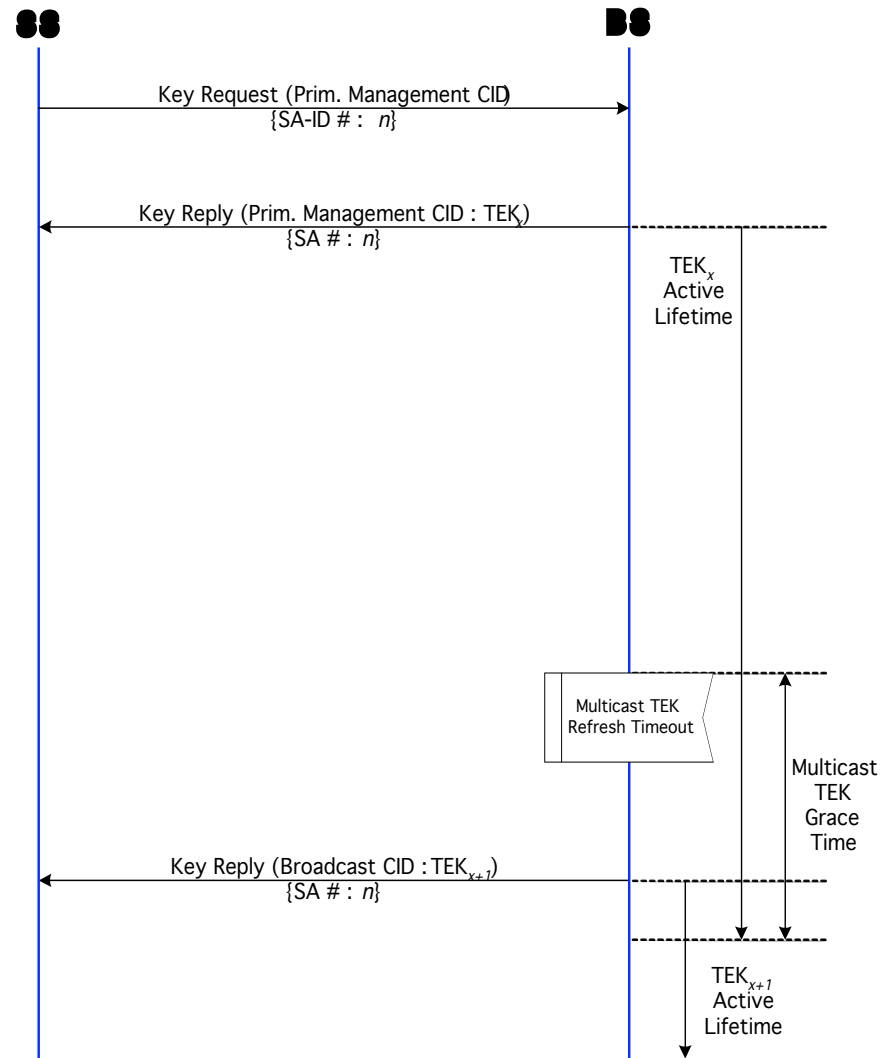 SS
BS
Key Request (Prim. Management CID)
{SA-ID # : n}
Key Reply (Prim. Management CID : TEKx)
{SA # : n}
TEKx
Active
Lifetime
Multicast TEK
Refresh Timeout
Multicast
TEK
Grace
Time
Key Reply (Broadcast CID : TEKx+1)
{SA # : n}
TEKx+1
Active
Lifetime